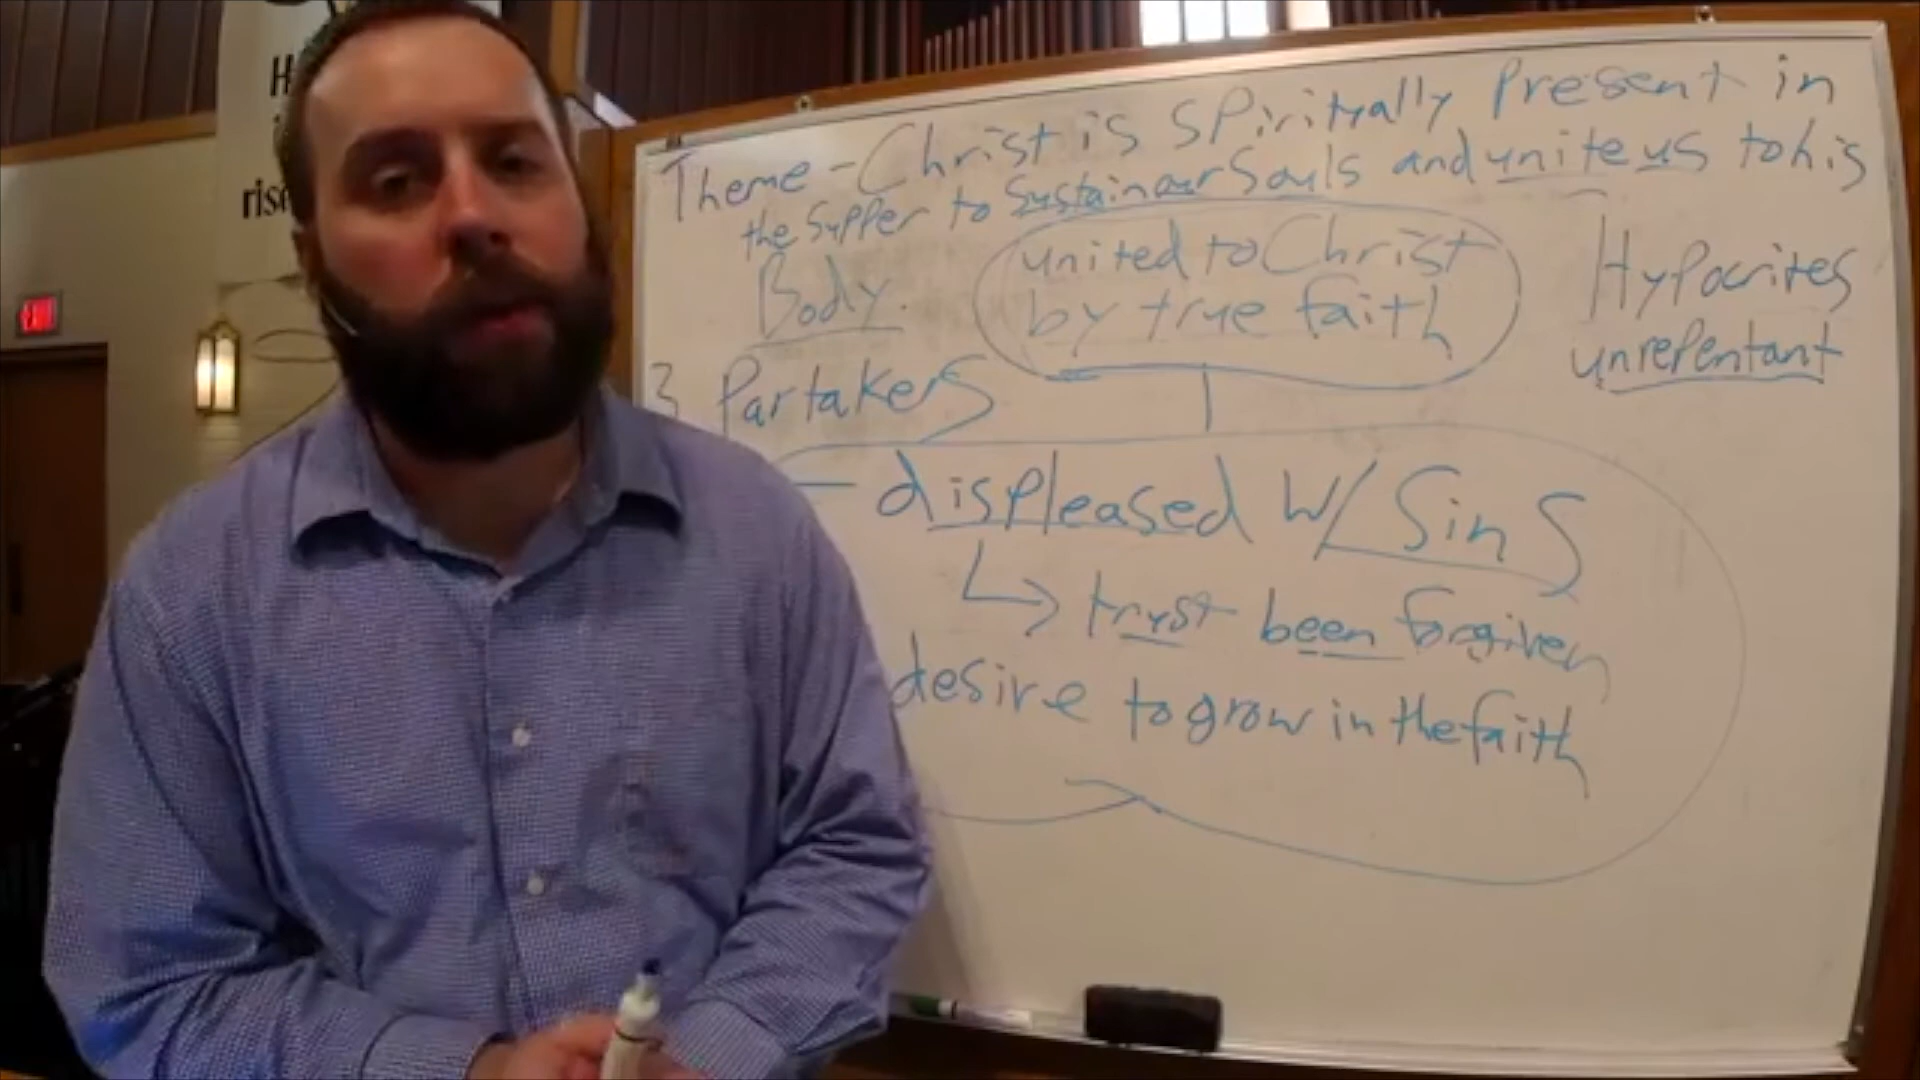 EXIT
H
rise
Theme - Christ is spiritually present in
the supper to sustain our souls and unite us to his
Body.
united to Christ
by true faith
Hypocrites
unrepentant
3 Partakers
- displeased w/ sins
trust been forgiven
desire to grow in the faith